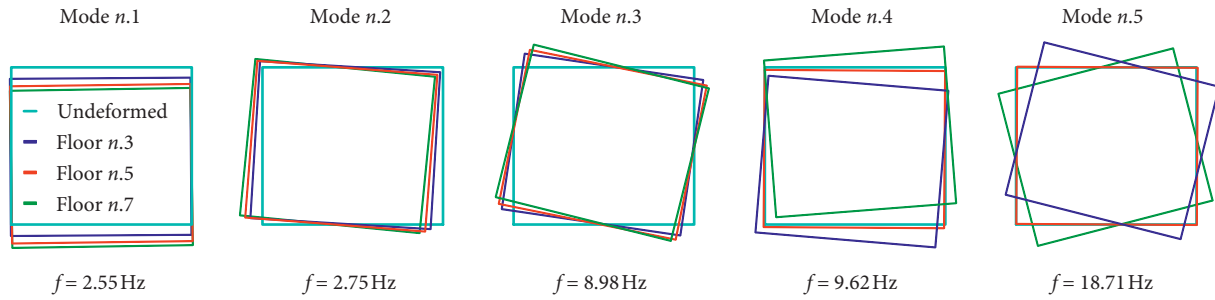 Mode n.1
Mode n.2
Mode n.3
Mode n.4
Mode n.5
Undeformed
Floor n.3
Floor n.5
Floor n.7
f = 2.55 Hz
f = 2.75 Hz
f = 8.98 Hz
f = 9.62 Hz
f = 18.71 Hz